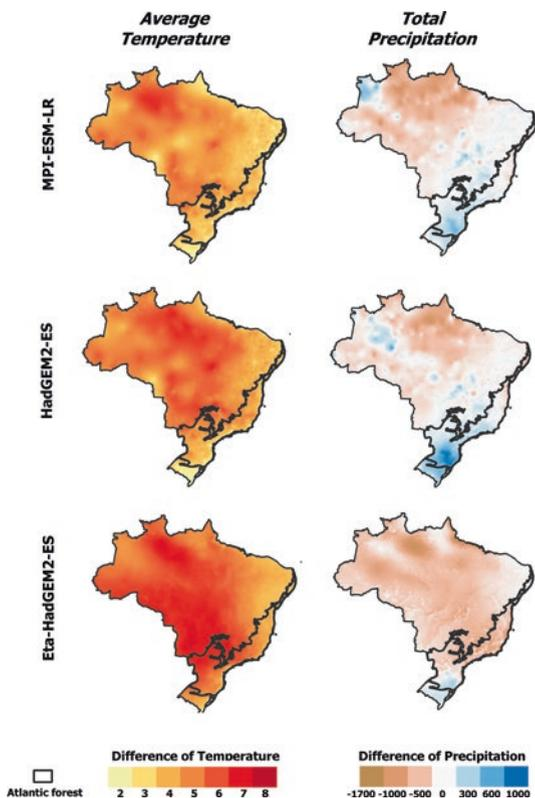 Average
Temperature
Total
Precipitation
MPI-ESM-LR
HadGEM2-ES
Eta-HadGEM2-ES
Atlantic forest
Difference of Temperature
2 3 4 5 6 7 8
Difference of Precipitation
-1700 -1000 -500 0 300 600 1000